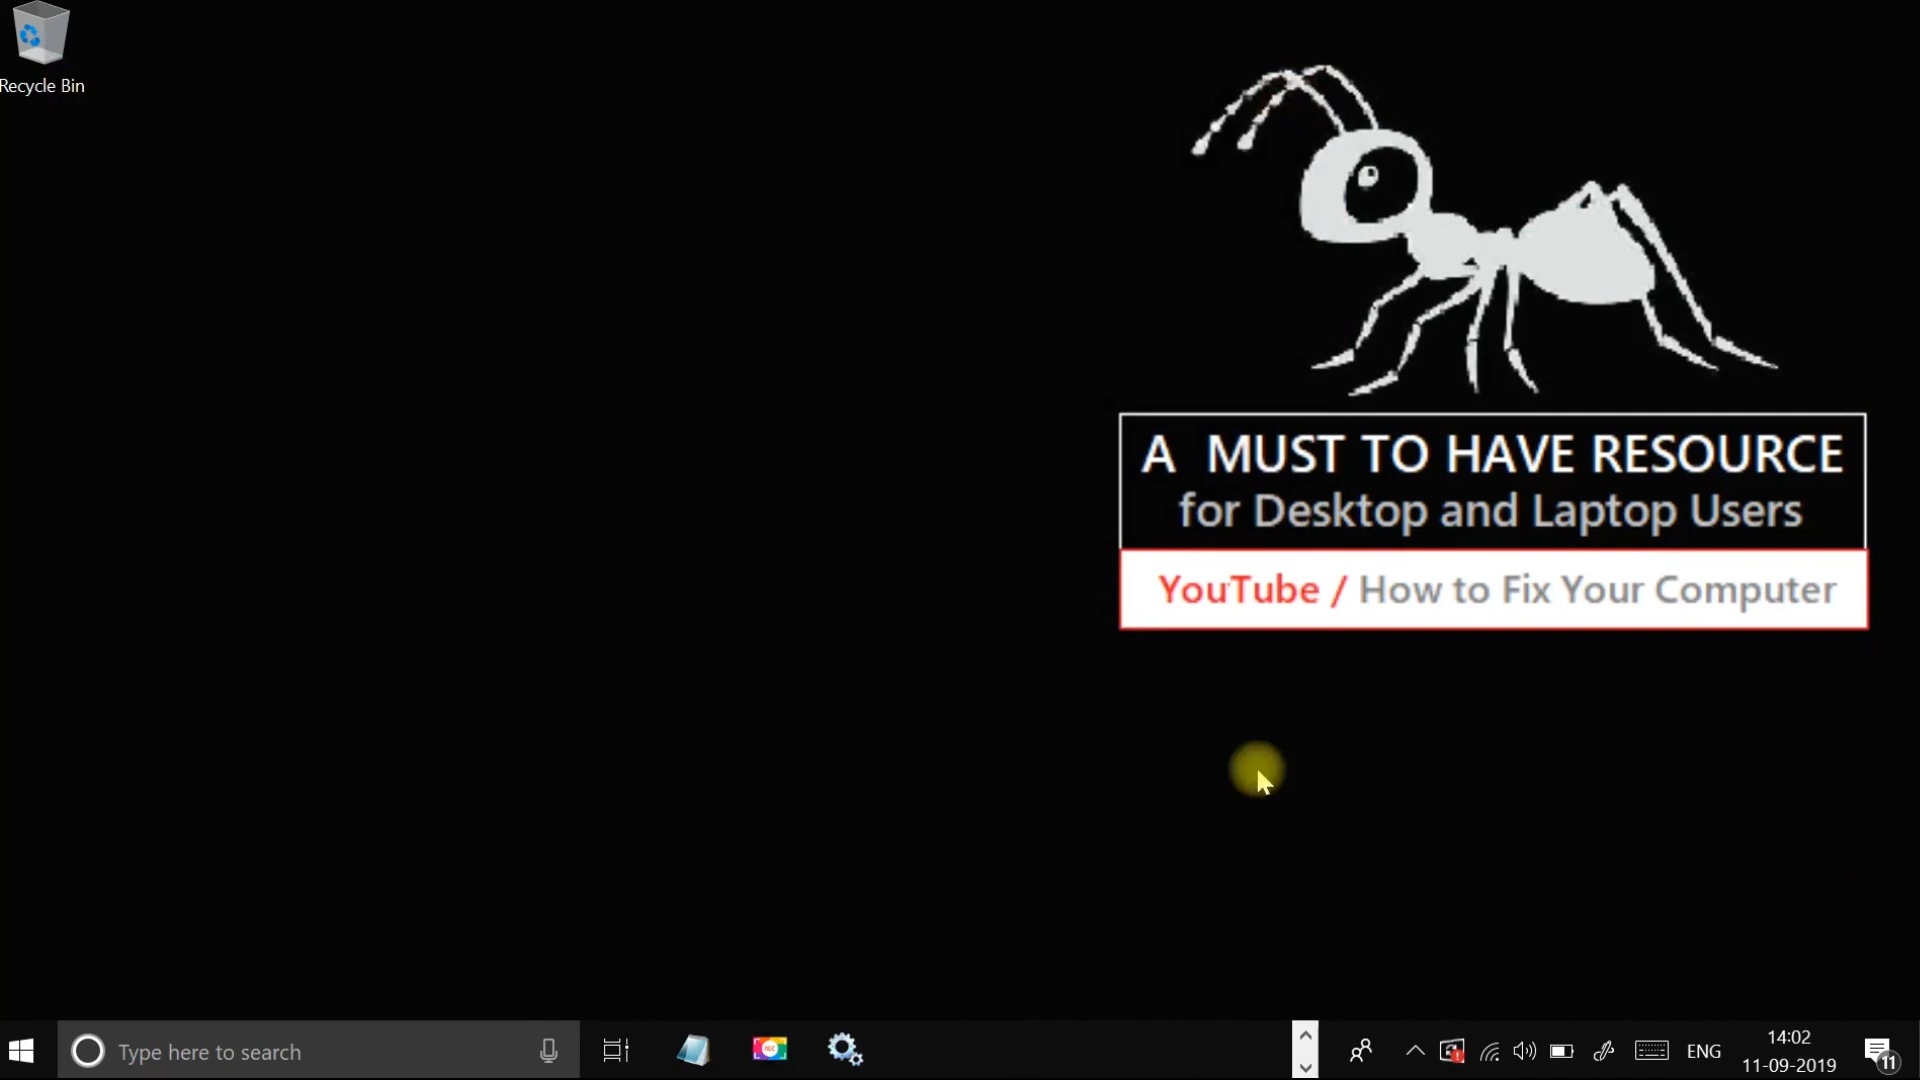 Recycle Bin
A MUST TO HAVE RESOURCE
for Desktop and Laptop Users
YouTube / How to Fix Your Computer
Type here to search
ENG
14:02
11-09-2019
11